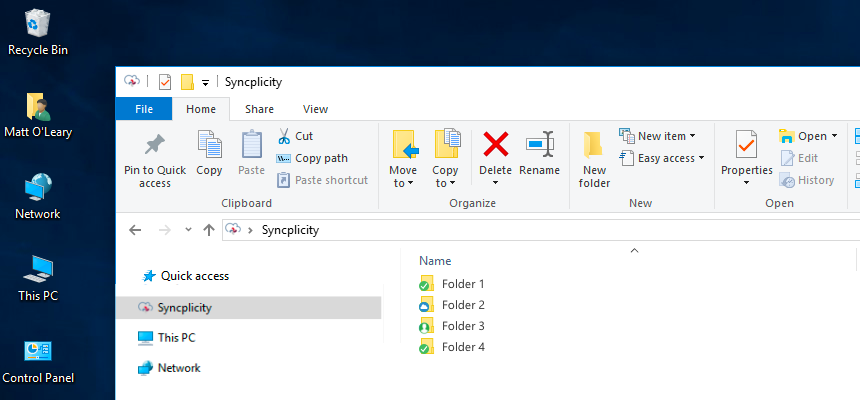 Recycle Bin
Matt O'Leary
Network
This PC
Control Panel
Syncplicity
File Home Share View
Pin to Quick access
Copy
Paste
Cut
Copy path
Paste shortcut
Clipboard
Move to
Copy to
Delete
Rename
Organize
New folder
New item
Easy access
New
Properties
Open
Edit
History
Open
Syncplicity
Quick access
Syncplicity
This PC
Network
Name
Folder 1
Folder 2
Folder 3
Folder 4